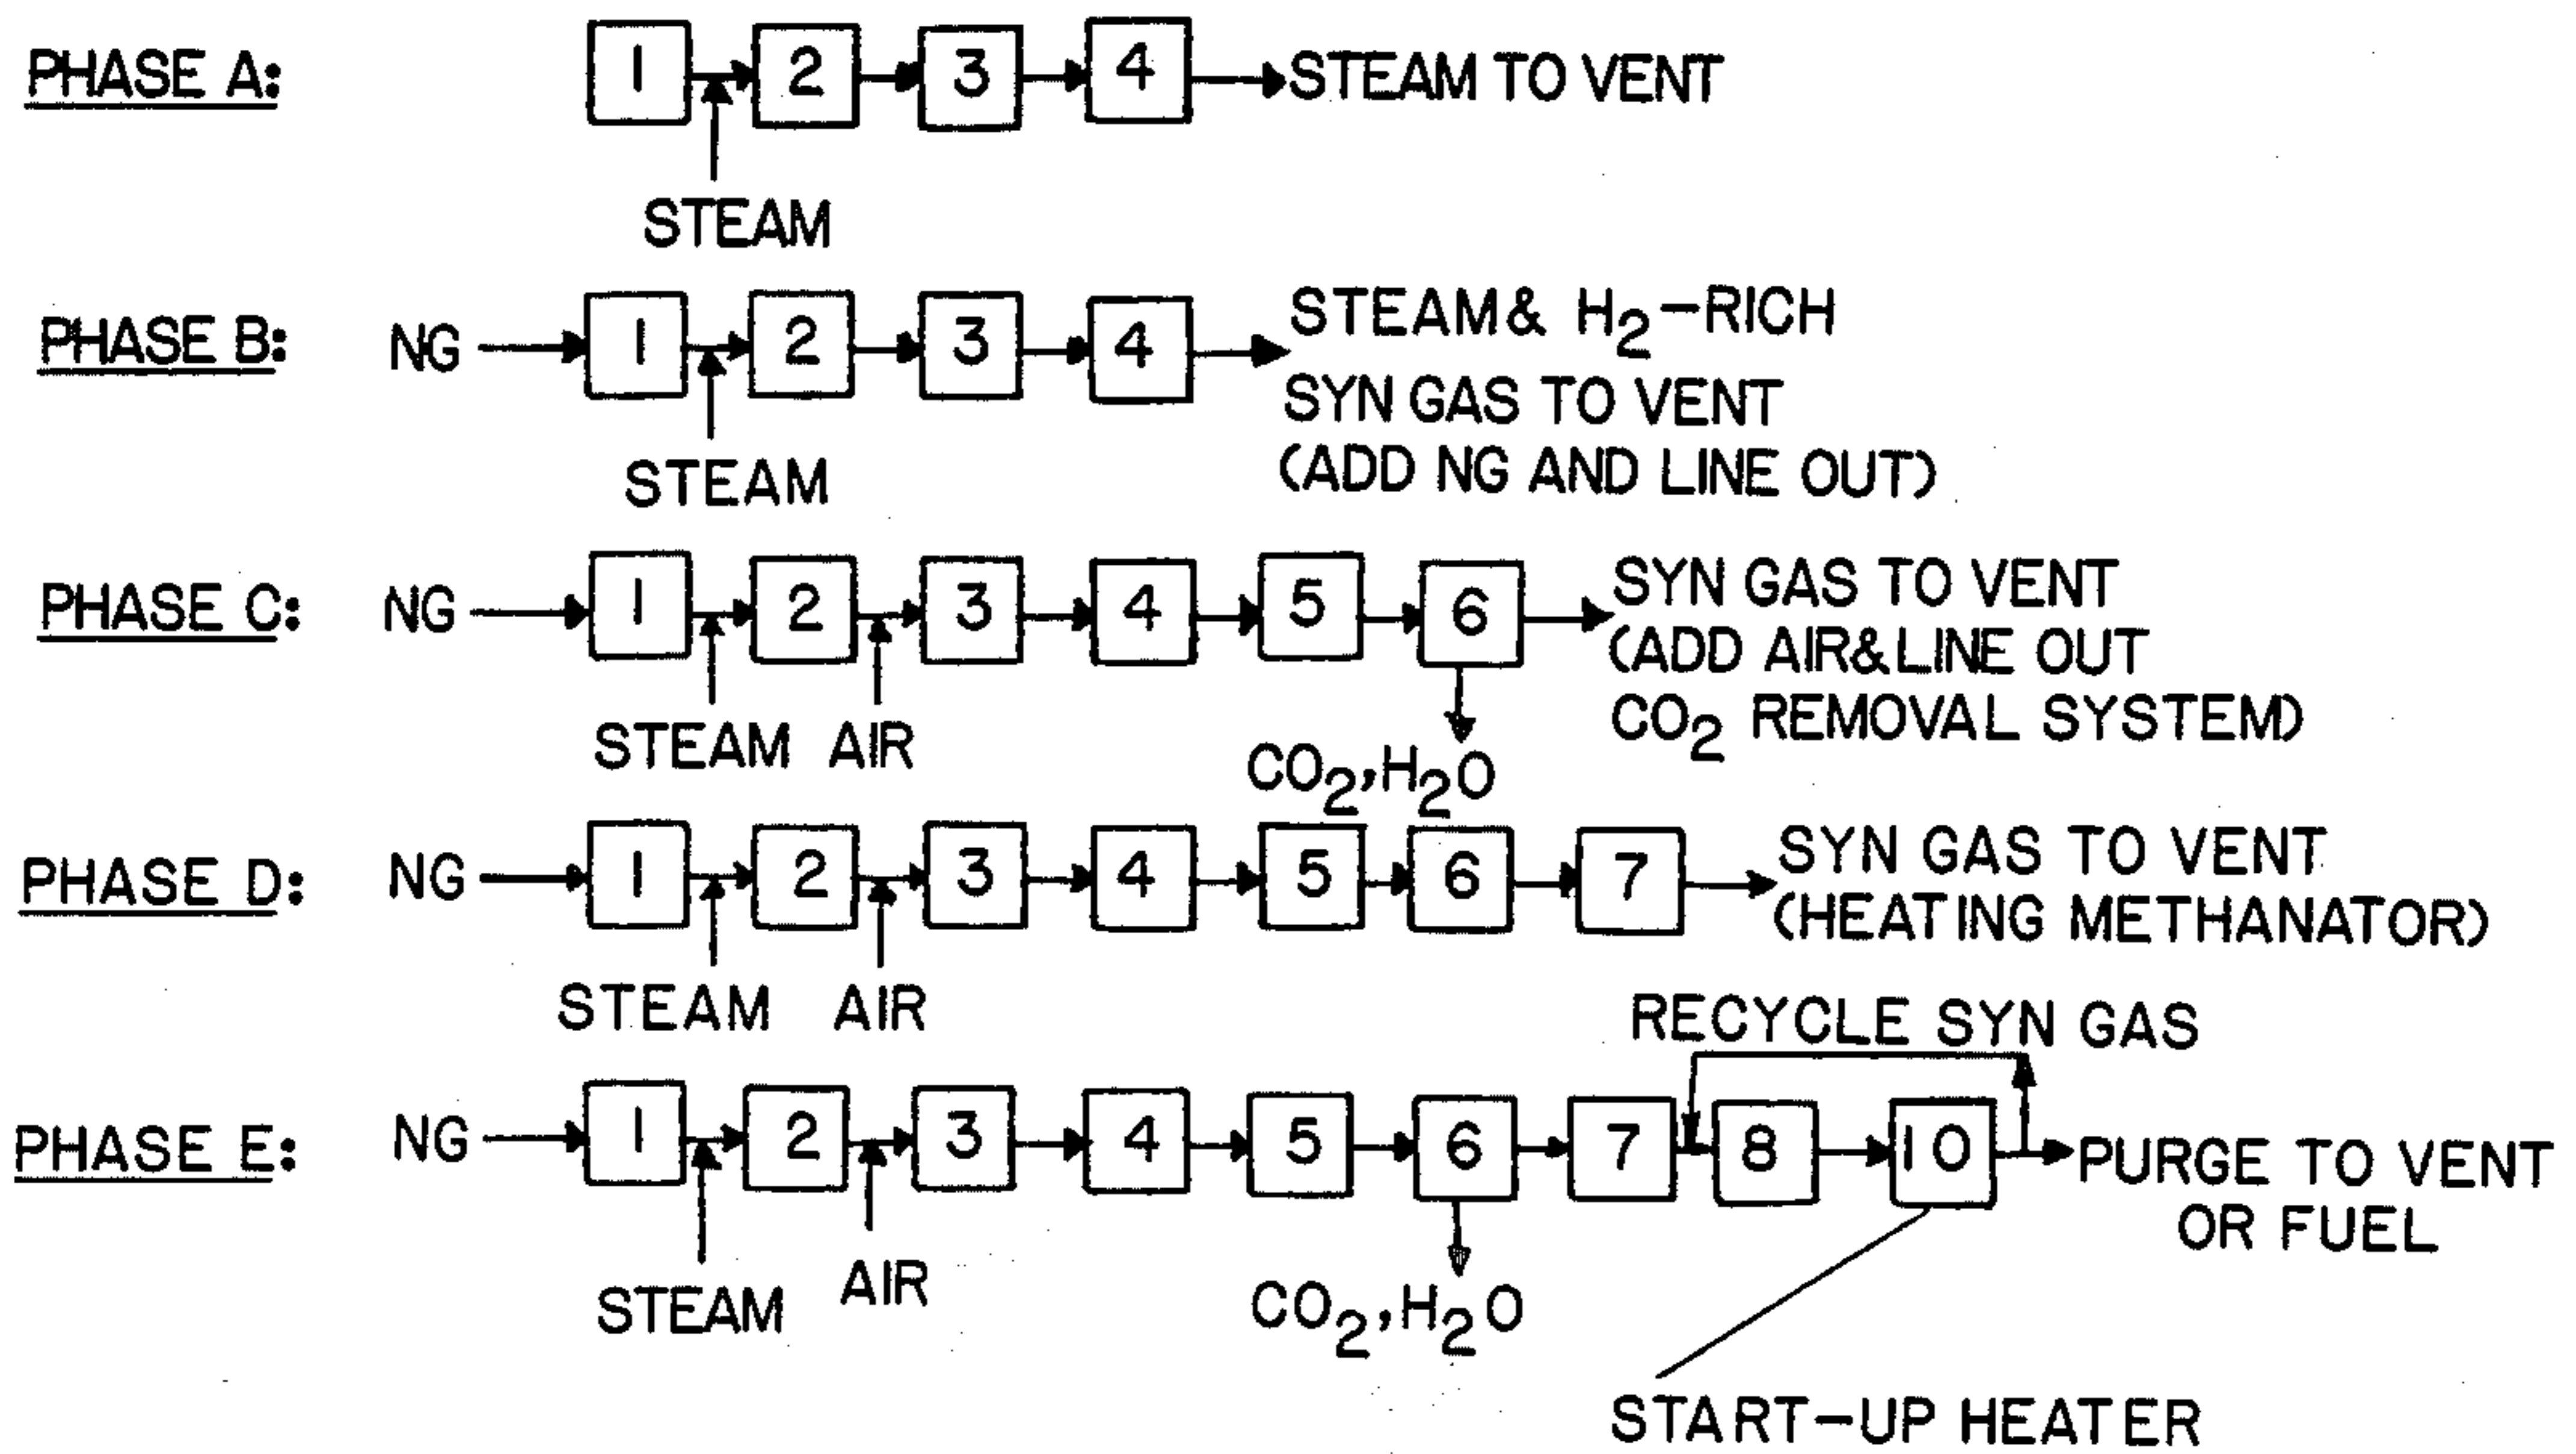 PHASE A:
1 2 3 4 STEAM TO VENT
STEAM
PHASE B: NG 1 2 3 4 STEAM & H2-RICH
SYN GAS TO VENT
(ADD NG AND LINE OUT)
STEAM
PHASE C: NG 1 2 3 4 5 6 SYN GAS TO VENT
(ADD AIR & LINE OUT
CO2 REMOVAL SYSTEM)
STEAM AIR
CO2,H2O
PHASE D: NG 1 2 3 4 5 6 7 SYN GAS TO VENT
(HEATING METHANATOR)
STEAM AIR
RECYCLE SYN GAS
PHASE E: NG 1 2 3 4 5 6 7 8 10 PURGE TO VENT
OR FUEL
STEAM AIR
CO2,H2O
START-UP HEATER